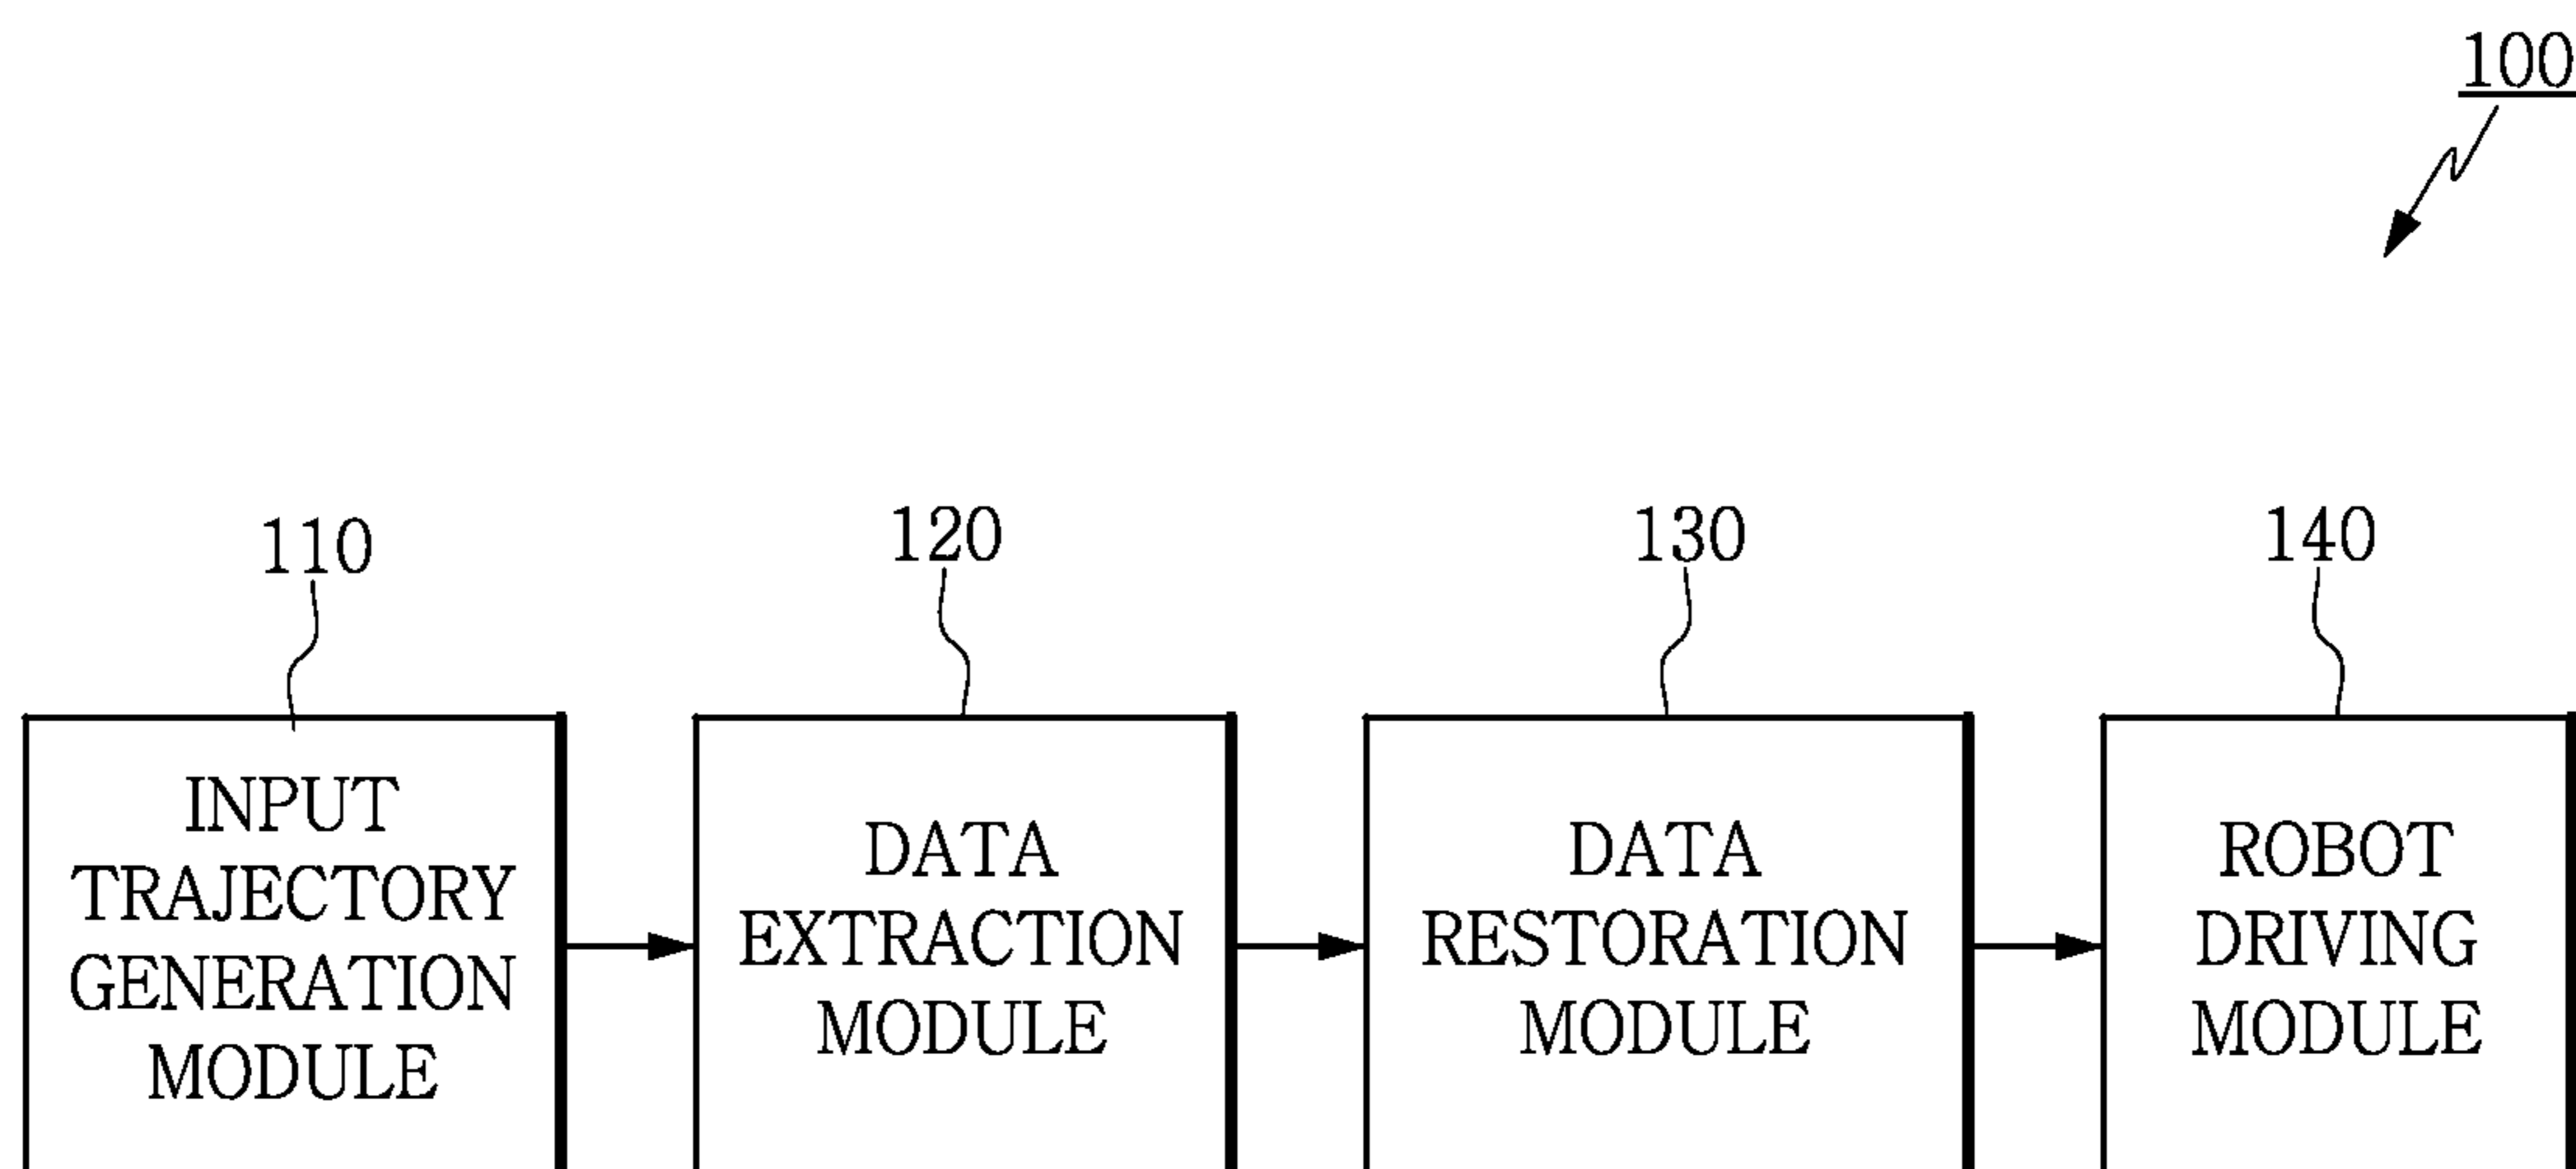 100
110
120
130
140
INPUT
TRAJECTORY
GENERATION
MODULE
DATA
EXTRACTION
MODULE
DATA
RESTORATION
MODULE
ROBOT
DRIVING
MODULE